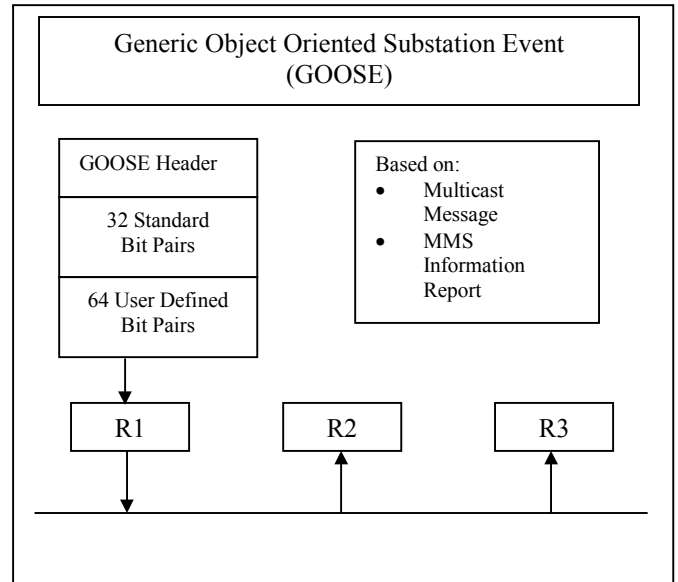 Generic Object Oriented Substation Event
(GOOSE)
GOOSE Header
32 Standard
Bit Pairs
64 User Defined
Bit Pairs
Based on:
• Multicast
Message
• MMS
Information
Report
R1
R2
R3